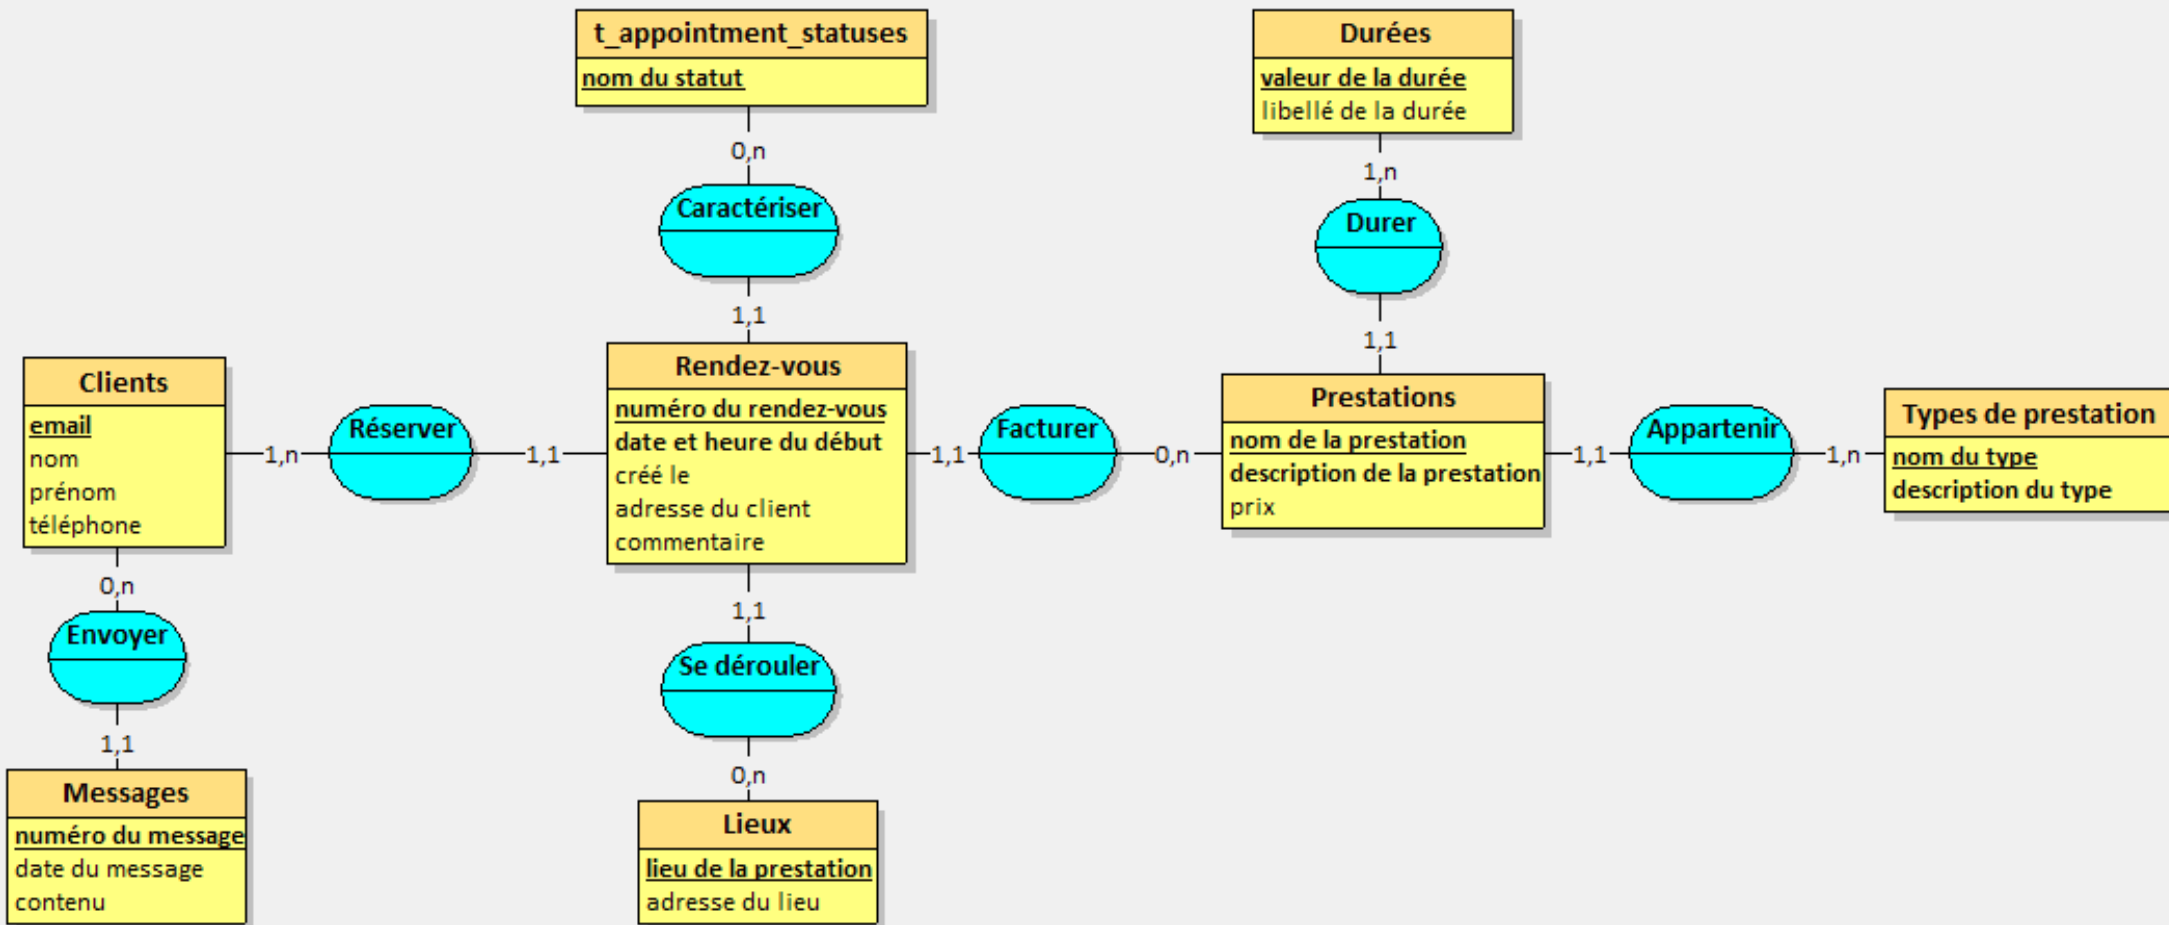 t_appointment_statuses
nom du statut
0,n
Caractériser
1,1
Durées
valeur de la durée
libellé de la durée
1,n
Durer
1,1
Clients
email
nom
prénom
téléphone
1,n
Réserver
1,1
Rendez-vous
numéro du rendez-vous
date et heure du début
créé le
adresse du client
commentaire
1,1
Facturer
0,n
Prestations
nom de la prestation
description de la prestation
prix
1,1
Appartenir
1,n
Types de prestation
nom du type
description du type
0,n
Envoyer
1,1
Messages
numéro du message
date du message
contenu
1,1
Se dérouler
0,n
Lieux
lieu de la prestation
adresse du lieu